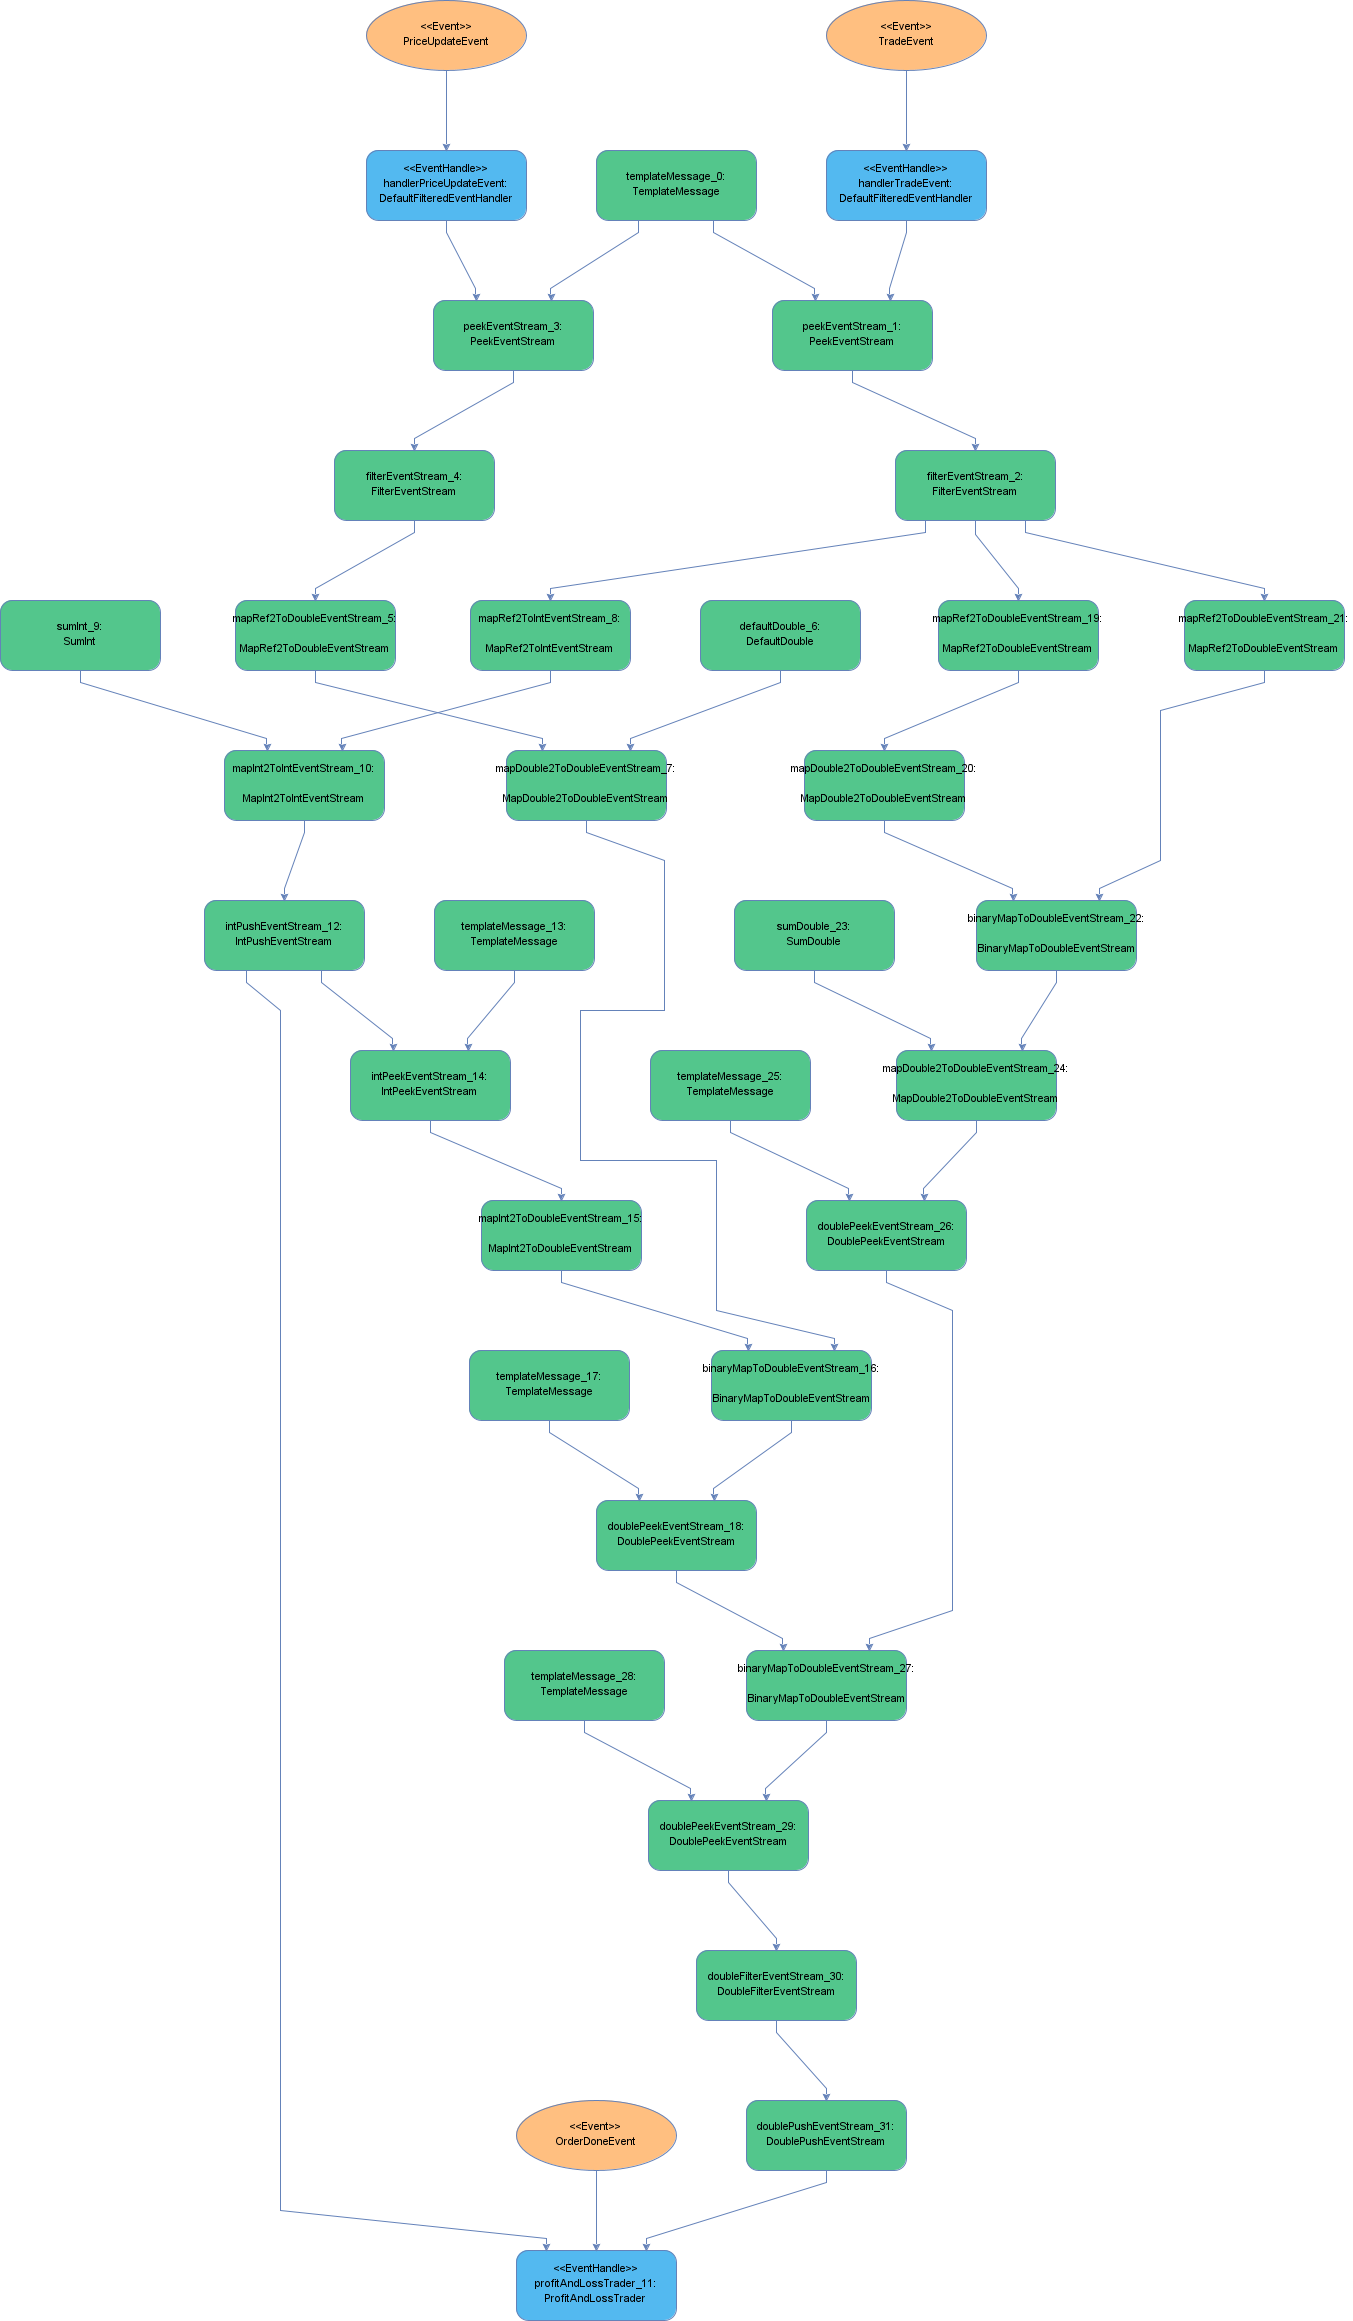 <<Event>>
PriceUpdateEvent
<<Event>>
TradeEvent
<<EventHandle>>
handlerPriceUpdateEvent:
DefaultFilteredEventHandler
templateMessage_0:
TemplateMessage
<<EventHandle>>
handlerTradeEvent:
DefaultFilteredEventHandler
peekEventStream_3:
PeekEventStream
peekEventStream_1:
PeekEventStream
filterEventStream_4:
FilterEventStream
filterEventStream_2:
FilterEventStream
sumInt_9:
SumInt
mapRef2ToDoubleEventStream_5:
MapRef2ToDoubleEventStream
mapRef2ToIntEventStream_8:
MapRef2ToIntEventStream
defaultDouble_6:
DefaultDouble
mapRef2ToDoubleEventStream_19:
MapRef2ToDoubleEventStream
mapRef2ToDoubleEventStream_21:
MapRef2ToDoubleEventStream
mapInt2ToIntEventStream_10:
MapInt2ToIntEventStream
mapDouble2ToDoubleEventStream_7:
MapDouble2ToDoubleEventStream
mapDouble2ToDoubleEventStream_20:
MapDouble2ToDoubleEventStream
intPushEventStream_12:
IntPushEventStream
templateMessage_13:
TemplateMessage
sumDouble_23:
SumDouble
binaryMapToDoubleEventStream_22:
BinaryMapToDoubleEventStream
intPeekEventStream_14:
IntPeekEventStream
templateMessage_25:
TemplateMessage
mapDouble2ToDoubleEventStream_24:
MapDouble2ToDoubleEventStream
mapInt2ToDoubleEventStream_15:
MapInt2ToDoubleEventStream
doublePeekEventStream_26:
DoublePeekEventStream
templateMessage_17:
TemplateMessage
binaryMapToDoubleEventStream_16:
BinaryMapToDoubleEventStream
doublePeekEventStream_18:
DoublePeekEventStream
templateMessage_28:
TemplateMessage
binaryMapToDoubleEventStream_27:
BinaryMapToDoubleEventStream
doublePeekEventStream_29:
DoublePeekEventStream
doubleFilterEventStream_30:
DoubleFilterEventStream
<<Event>>
OrderDoneEvent
doublePushEventStream_31:
DoublePushEventStream
<<EventHandle>>
profitAndLossTrader_11:
ProfitAndLossTrader